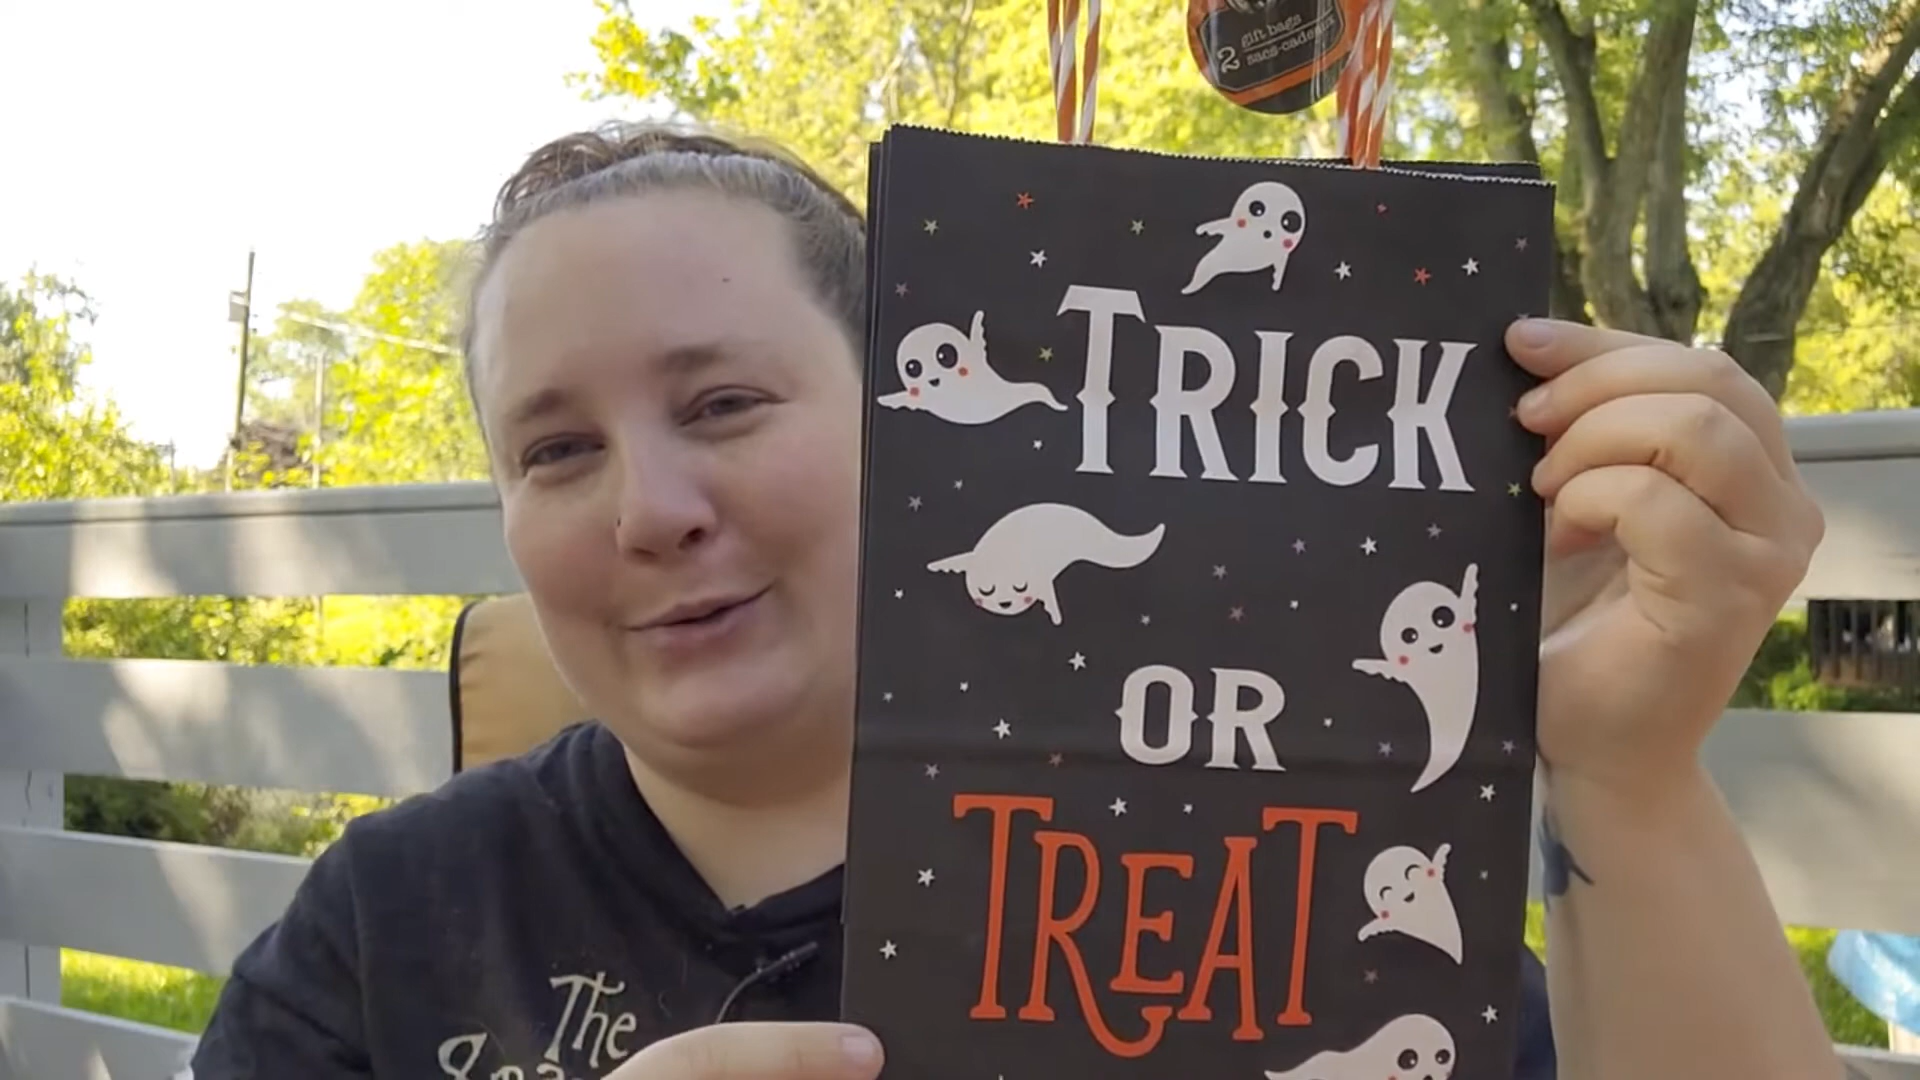 2 gift bags
sacs-cadeaux
TRICK
OR
TREAT
The